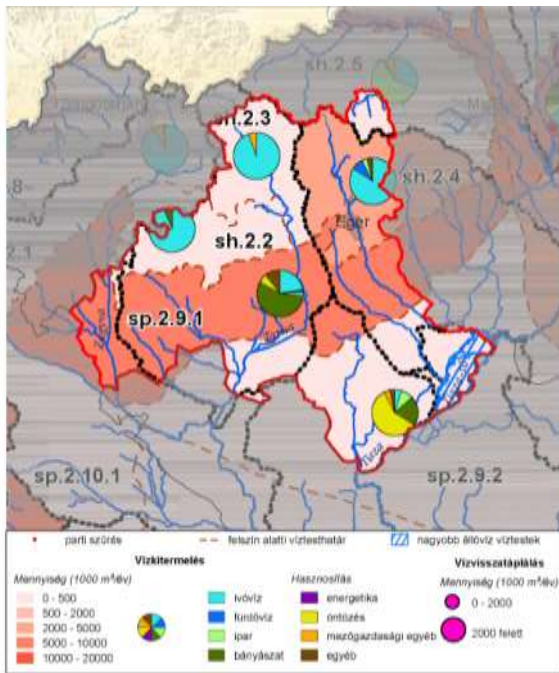 sh.2.5
sh.2.3
sh.2.4
sh.2.2
Eger
sp.2.9.1
Zagyva
Tarna
Tisza
sp.2.10.1
sp.2.9.2
parti szűrés
felszín alatti víztesthatár
nagyobb állóvíz víztestek
Vízkitermelés
Mennyiség (1000 m³/év)
0 - 500
500 - 2000
2000 - 5000
5000 - 10000
10000 - 20000
Hasznosítás
ivóvíz
fürdővíz
ipar
bányászat
energetika
öntözés
mezőgazdasági egyéb
egyéb
Vízvisszatáplálás
Mennyiség (1000 m³/év)
0 - 2000
2000 felett